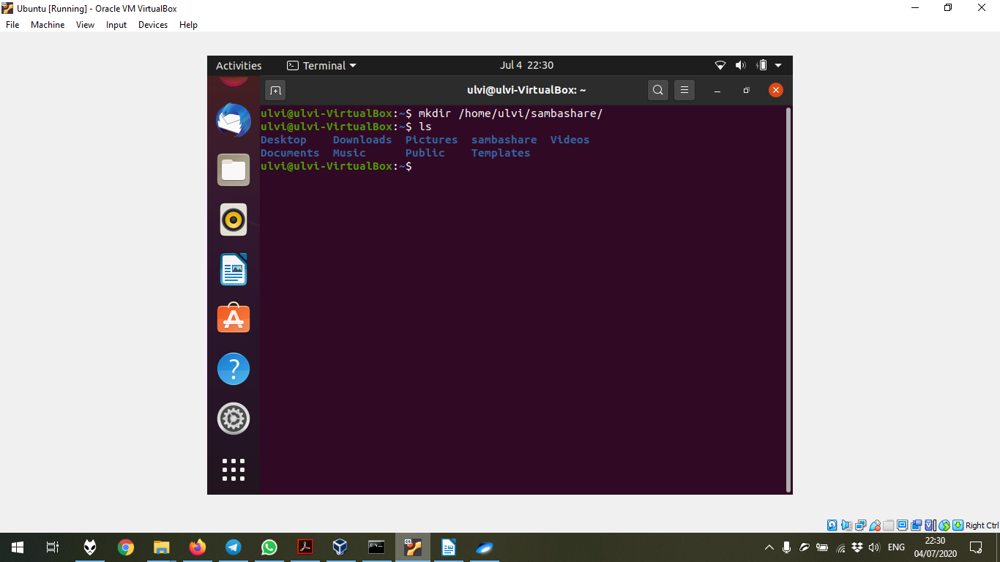 Ubuntu [Running] - Oracle VM VirtualBox
File Machine View Input Devices Help
Activities Terminal Jul 4 22:30
ulvi@ulvi-VirtualBox: ~
ulvi@ulvi-VirtualBox:~$ mkdir /home/ulvi/sambashare/
ulvi@ulvi-VirtualBox:~$ ls
Desktop Downloads Pictures sambashare Videos
Documents Music Public Templates
ulvi@ulvi-VirtualBox:~$
?
Right Ctrl
ENG
22:30
04/07/2020